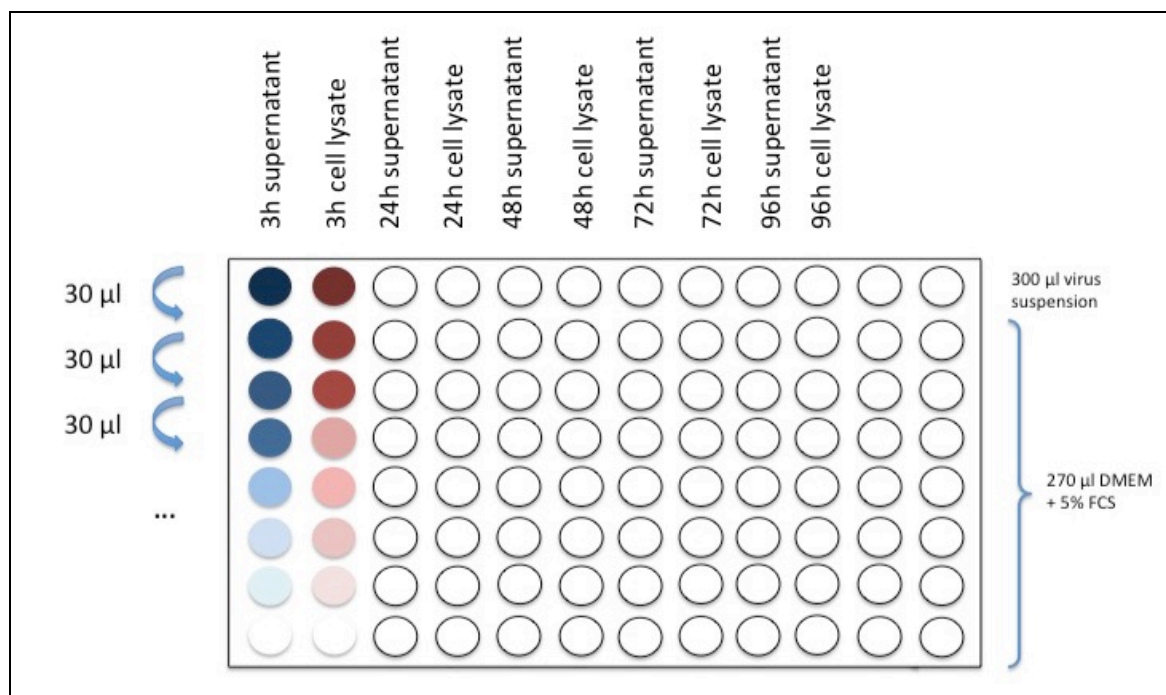 3h supernatant
3h cell lysate
24h supernatant
24h cell lysate
48h supernatant
48h cell lysate
72h supernatant
72h cell lysate
96h supernatant
96h cell lysate
30 µl
30 µl
30 µl
...
300 µl virus
suspension
270 µl DMEM
+ 5% FCS